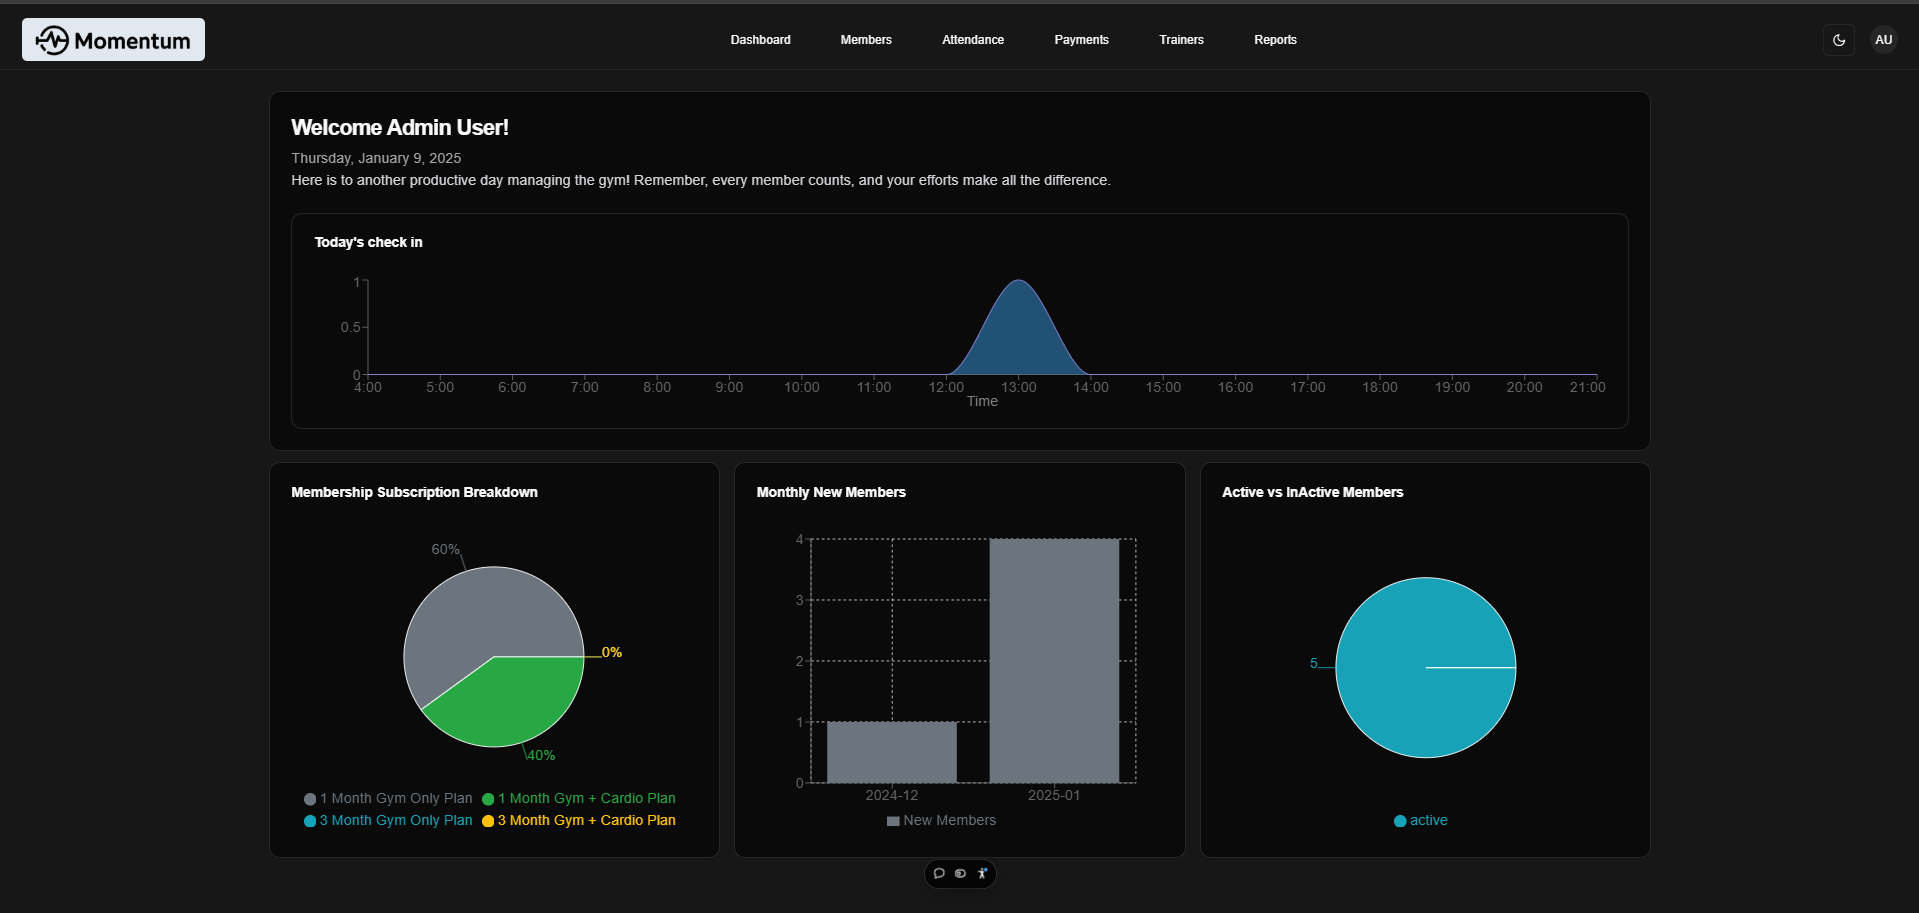 Momentum
Dashboard Members Attendance Payments Trainers Reports
AU
Welcome Admin User!
Thursday, January 9, 2025
Here is to another productive day managing the gym! Remember, every member counts, and your efforts make all the difference.
Today's check in
1
0.5
0
4:00 5:00 6:00 7:00 8:00 9:00 10:00 11:00 12:00 13:00 14:00 15:00 16:00 17:00 18:00 19:00 20:00 21:00
Time
Membership Subscription Breakdown
60%
0%
40%
1 Month Gym Only Plan 1 Month Gym + Cardio Plan
3 Month Gym Only Plan 3 Month Gym + Cardio Plan
Monthly New Members
4
3
2
1
0
2024-12 2025-01
New Members
Active vs InActive Members
5
active